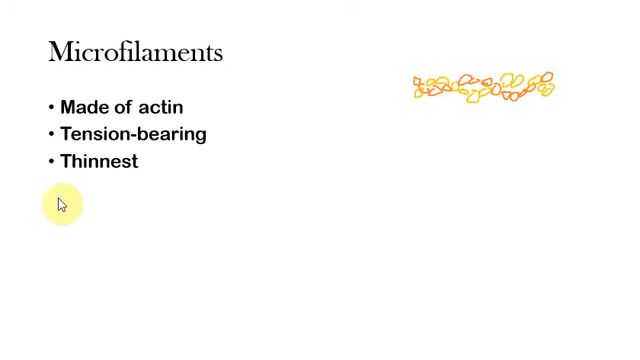 Microfilaments
• Made of actin
• Tension-bearing
• Thinnest